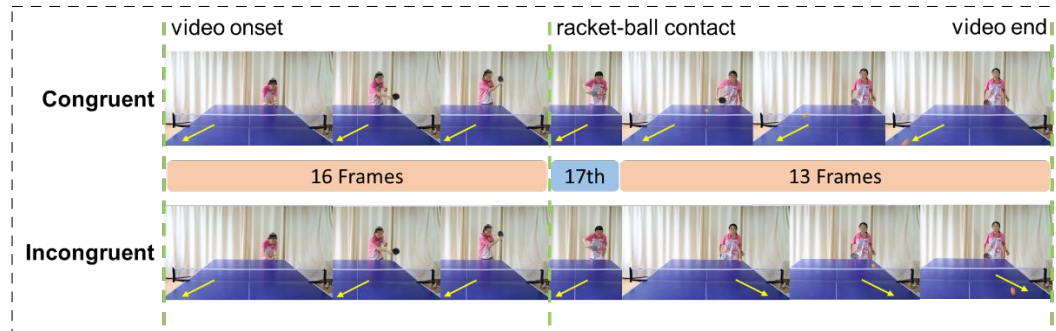 video onset
racket-ball contact
video end
Congruent
16 Frames
17th
13 Frames
Incongruent